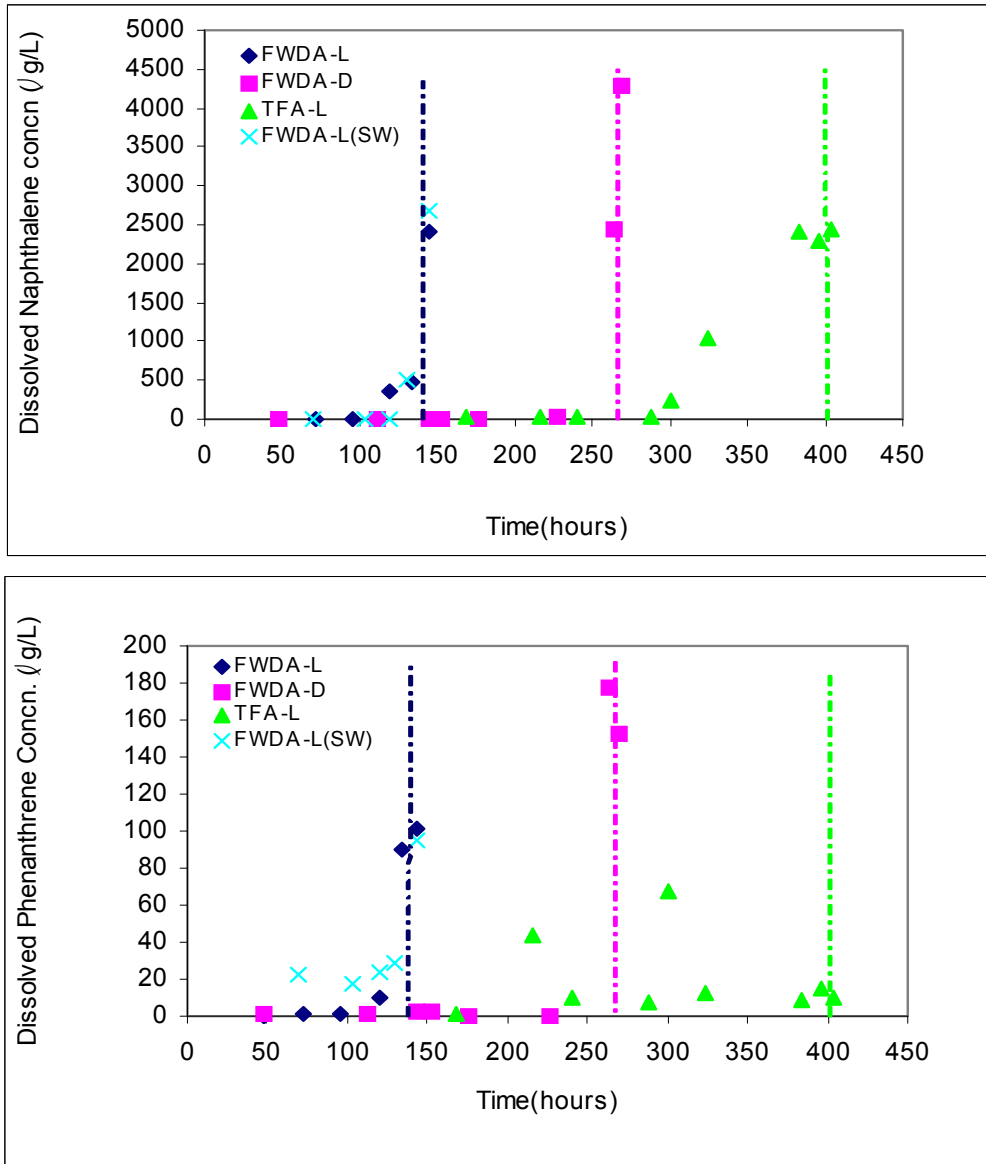 Dissolved Naphthalene concn (/g/L)
5000
4500
4000
3500
3000
2500
2000
1500
1000
500
0
FWDA-L
FWDA-D
TFA-L
FWDA-L(SW)
0 50 100 150 200 250 300 350 400 450
Time(hours)
Dissolved Phenanthrene Concn. (/g/L)
200
180
160
140
120
100
80
60
40
20
0
FWDA-L
FWDA-D
TFA-L
FWDA-L(SW)
0 50 100 150 200 250 300 350 400 450
Time(hours)